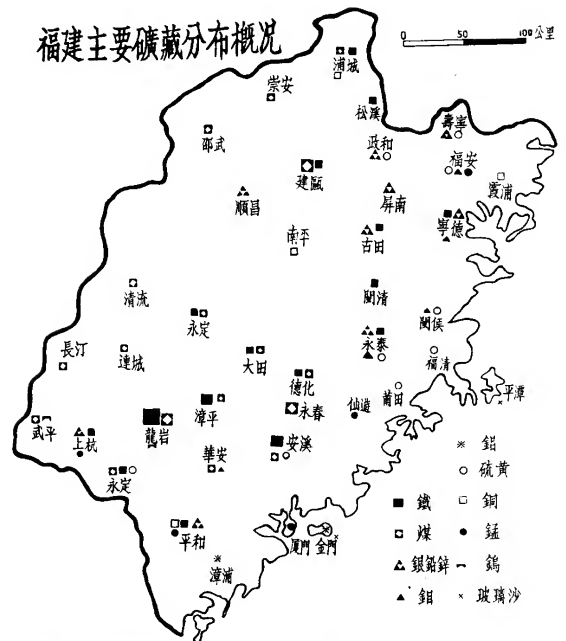 福建主要礦藏分布概况
0 50 100公里
浦城
崇安
松溪
邵武
政和
壽寧
福安
霞浦
建甌
順昌
屏南
寧德
南平
古田
清流
閩清
永定
閩侯
長汀
連城
大田
永泰
福清
德化
平潭
漳平
永春
仙遊
莆田
武平
上杭
龍岩
安溪
華安
永定
平和
厦門
金門
漳浦
鋁
硫黄
鐵
銅
煤
錳
銀鉛鋅
鎢
鉬
玻璃沙